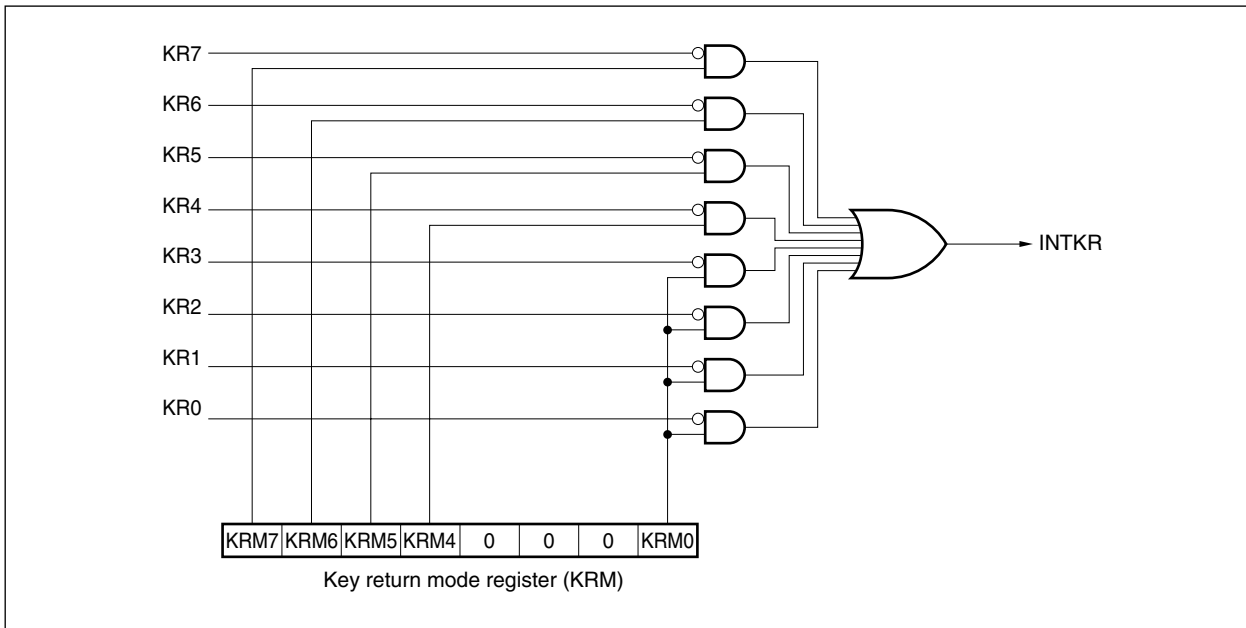 KR7
KR6
KR5
KR4
KR3
KR2
KR1
KR0
INTKR
KRM7 KRM6 KRM5 KRM4 0 0 0 KRM0
Key return mode register (KRM)